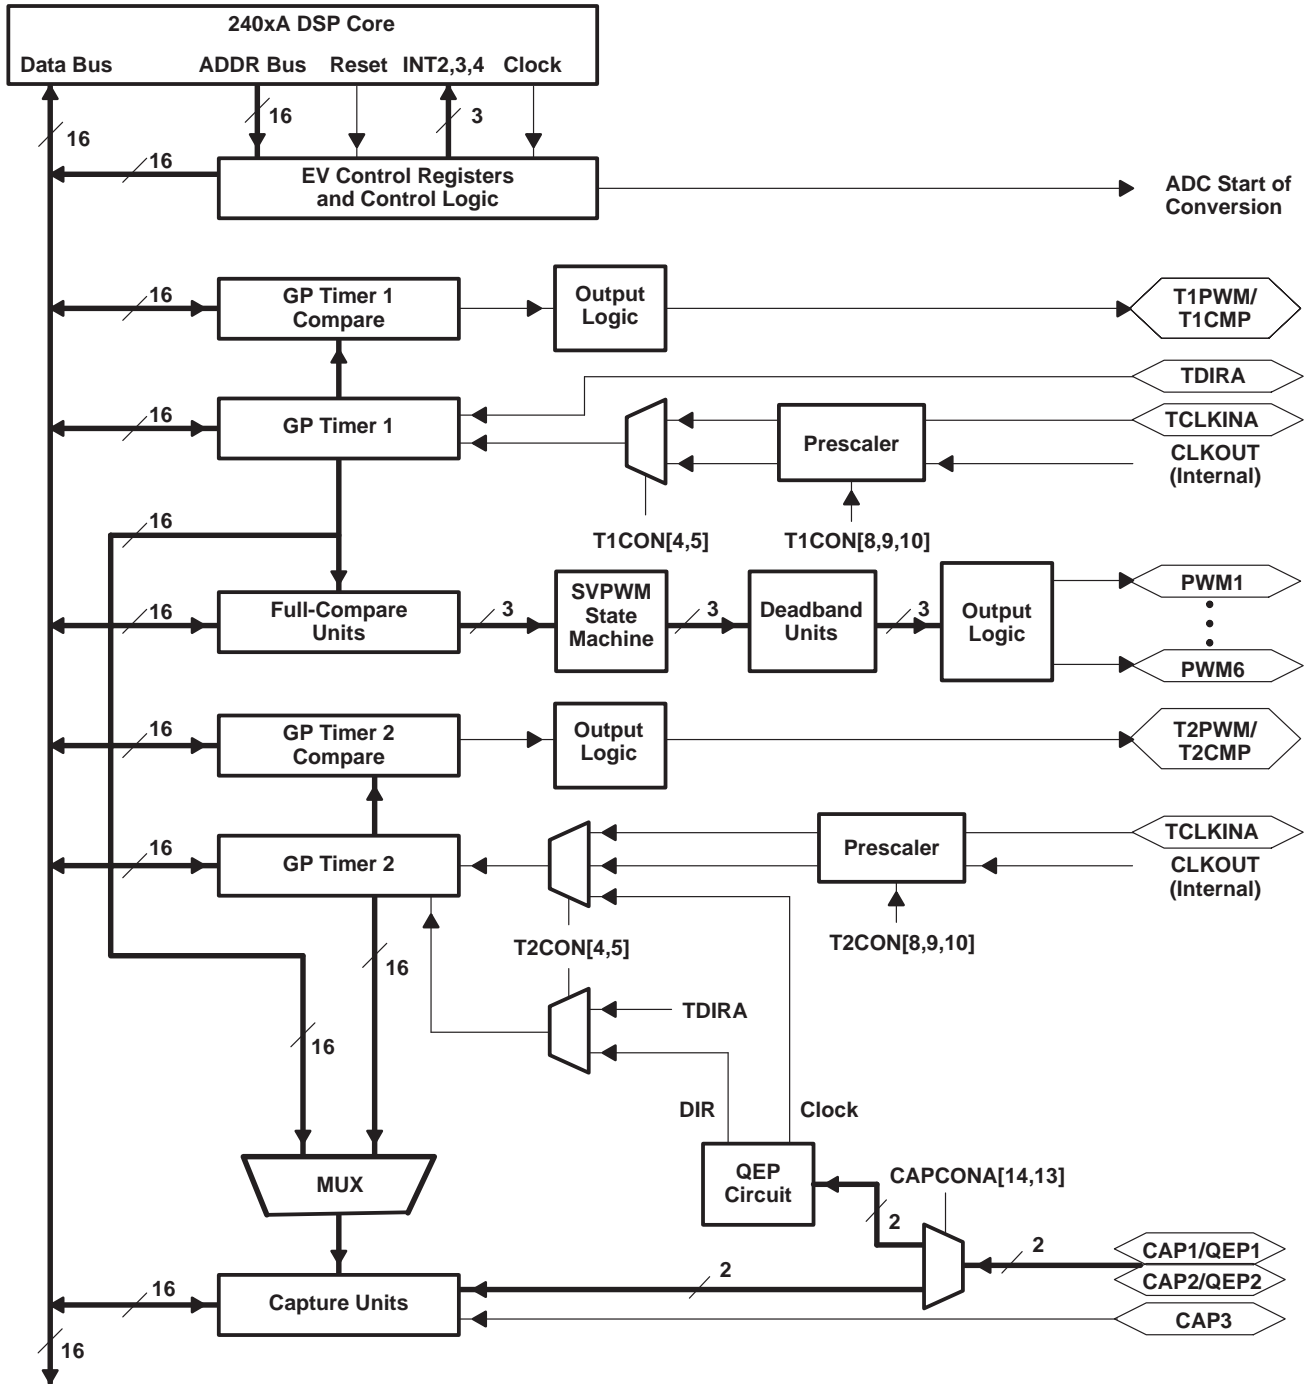 240xA DSP Core
Data Bus
ADDR Bus
Reset
INT2,3,4
Clock
16
16
3
16
EV Control Registers
and Control Logic
ADC Start of
Conversion
16
GP Timer 1
Compare
Output
Logic
T1PWM/
T1CMP
TDIRA
16
GP Timer 1
Prescaler
TCLKINA
CLKOUT
(Internal)
16
T1CON[4,5]
T1CON[8,9,10]
16
Full-Compare
Units
3
SVPWM
State
Machine
3
Deadband
Units
3
Output
Logic
PWM1
PWM6
16
GP Timer 2
Compare
Output
Logic
T2PWM/
T2CMP
16
GP Timer 2
Prescaler
TCLKINA
CLKOUT
(Internal)
T2CON[4,5]
T2CON[8,9,10]
16
TDIRA
16
DIR
Clock
MUX
QEP
Circuit
CAPCONA[14,13]
2
2
CAP1/QEP1
2
CAP2/QEP2
16
Capture Units
CAP3
16